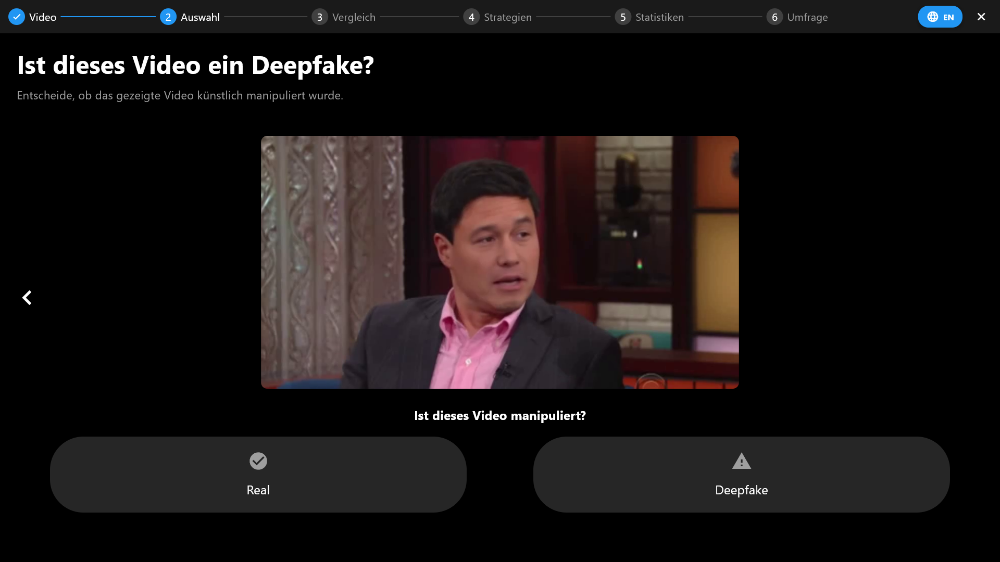 Video
2 Auswahl
3 Vergleich
4 Strategien
5 Statistiken
6 Umfrage
EN
Ist dieses Video ein Deepfake?
Entscheide, ob das gezeigte Video künstlich manipuliert wurde.
Ist dieses Video manipuliert?
Real
Deepfake